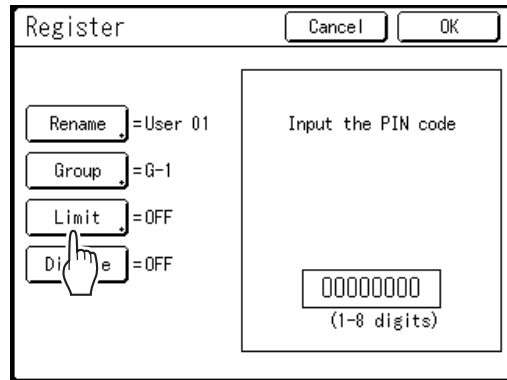 Register
Cancel
OK
Rename =User 01
Group =G-1
Limit =OFF
=OFF
Input the PIN code
00000000
(1-8 digits)